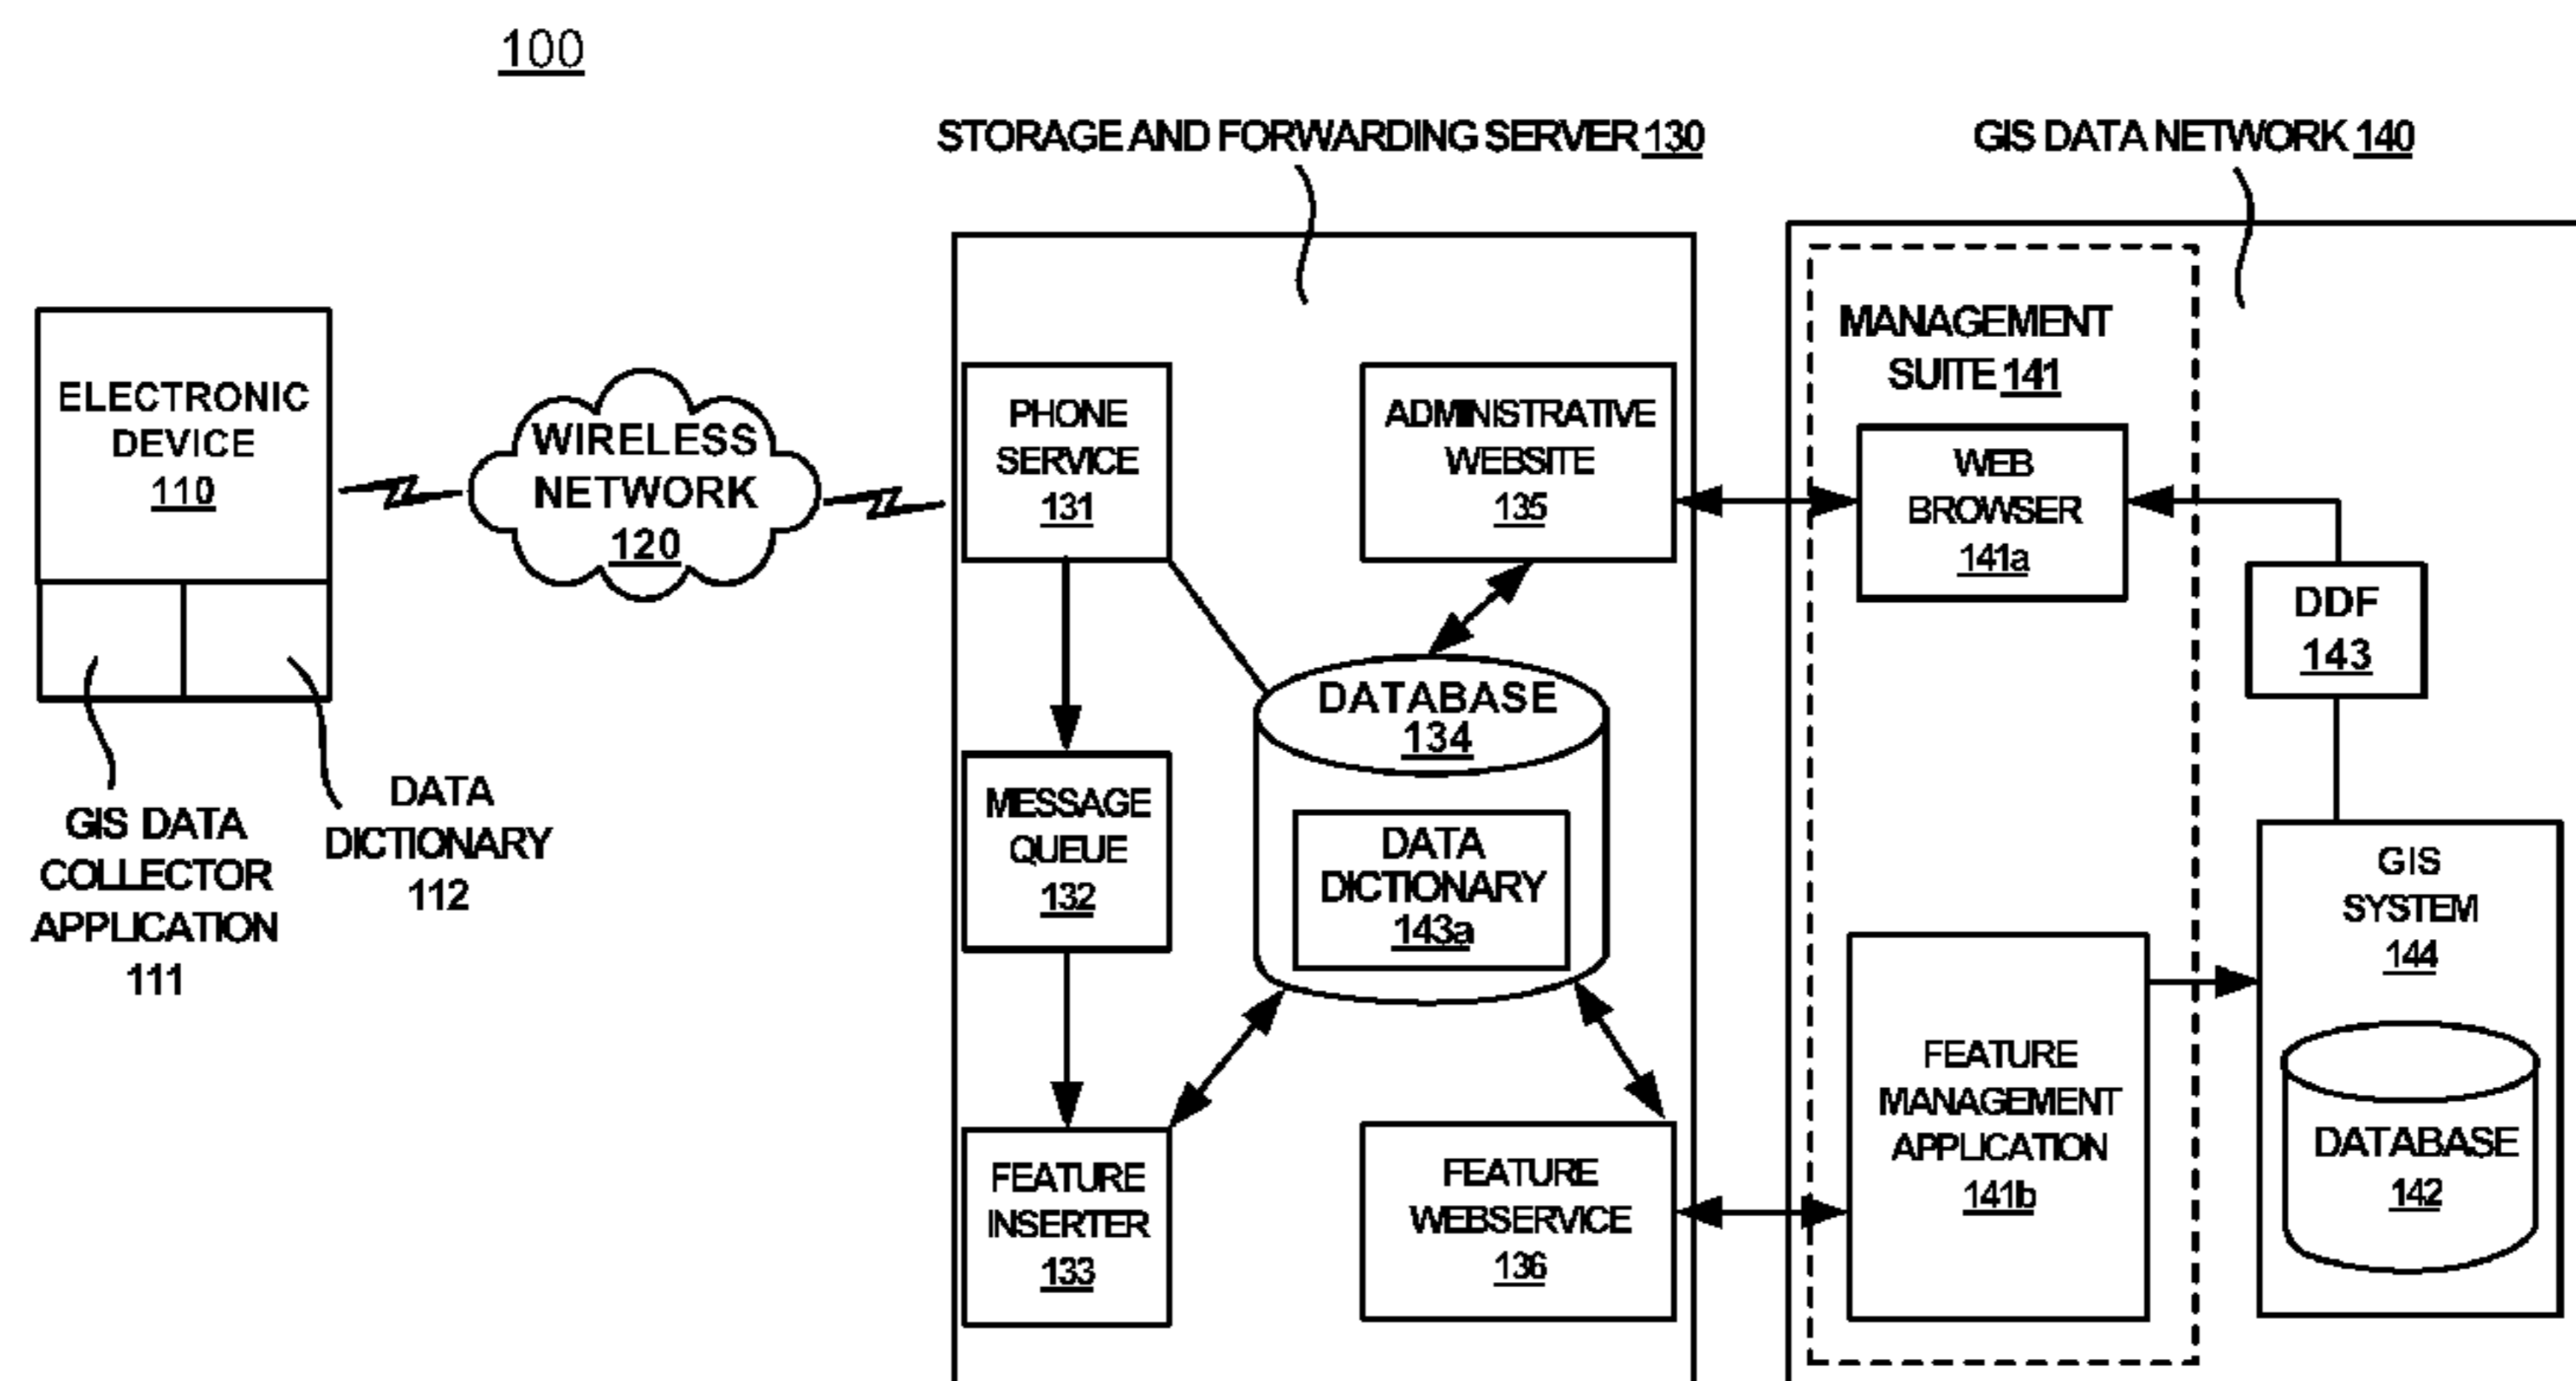 100
STORAGE AND FORWARDING SERVER 130
GIS DATA NETWORK 140
ELECTRONIC
DEVICE
110
GIS DATA
COLLECTOR
APPLICATION
111
DATA
DICTIONARY
112
WIRELESS
NETWORK
120
PHONE
SERVICE
131
MESSAGE
QUEUE
132
FEATURE
INSERTER
133
ADMINISTRATIVE
WEBSITE
135
DATABASE
134
DATA
DICTIONARY
143a
FEATURE
WEBSERVICE
136
MANAGEMENT
SUITE 141
WEB
BROWSER
141a
FEATURE
MANAGEMENT
APPLICATION
141b
DDF
143
GIS
SYSTEM
144
DATABASE
142